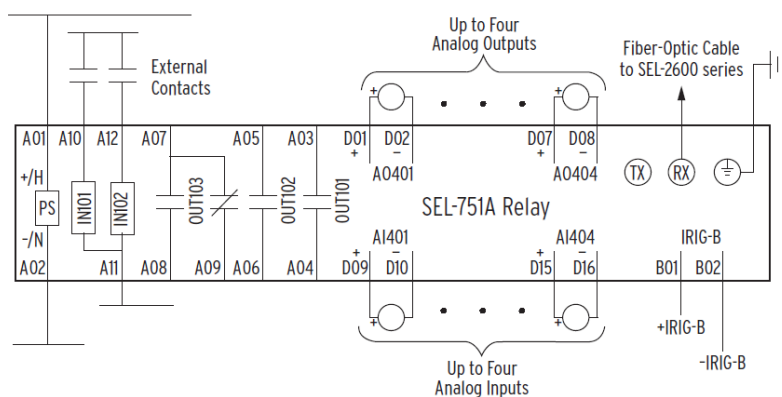 Up to Four
Analog Outputs
Fiber-Optic Cable
to SEL-2600 series
External
Contacts
A01 A10 A12 A07 A05 A03 D01 D02 D07 D08
+ − + −
+/H
PS
−/N
IN101
IN102
OUT103
OUT102
OUT101
AO401
AO404
TX
RX
SEL-751A Relay
AI401
AI404
IRIG-B
+ − + −
A02 A11 A08 A09 A06 A04 D09 D10 D15 D16 B01 B02
+ +
+IRIG-B
−IRIG-B
Up to Four
Analog Inputs